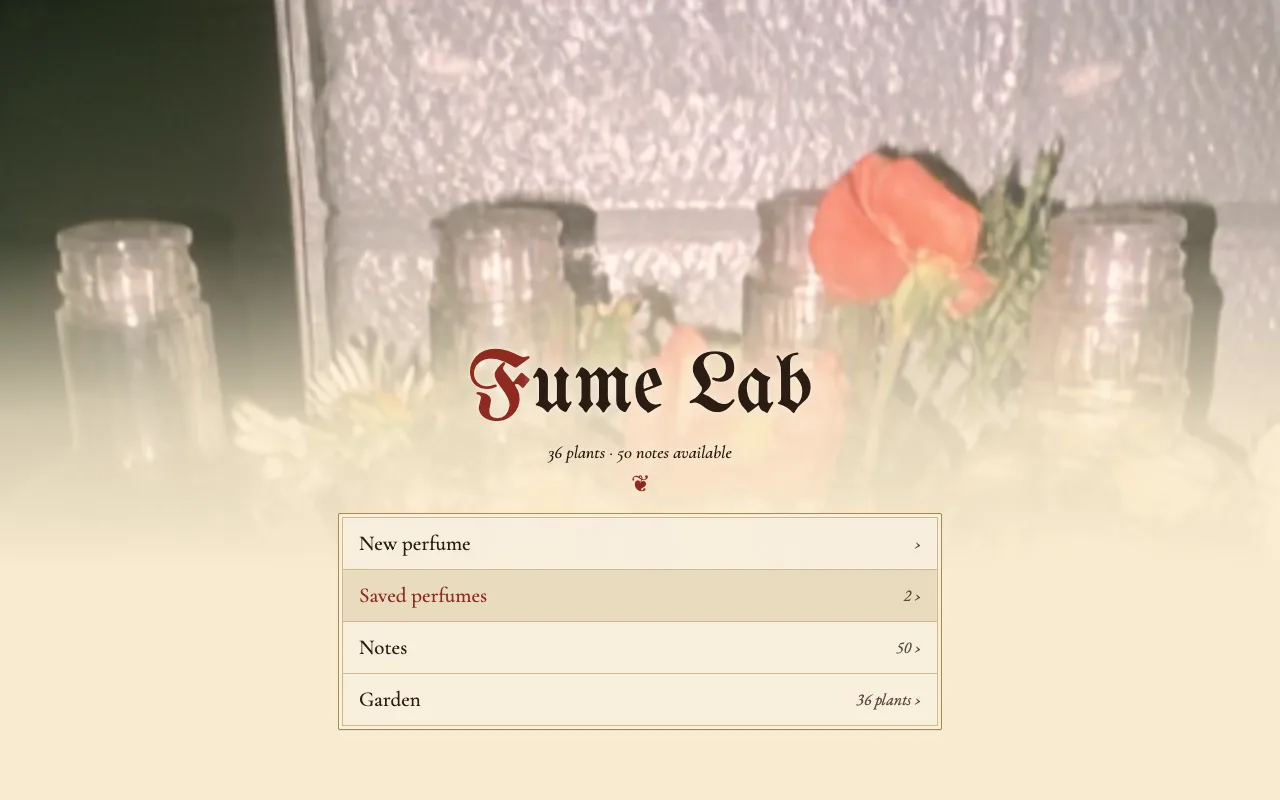 Fume Lab
36 plants · 50 notes available
❦
New perfume ›
Saved perfumes 2 ›
Notes 50 ›
Garden 36 plants ›